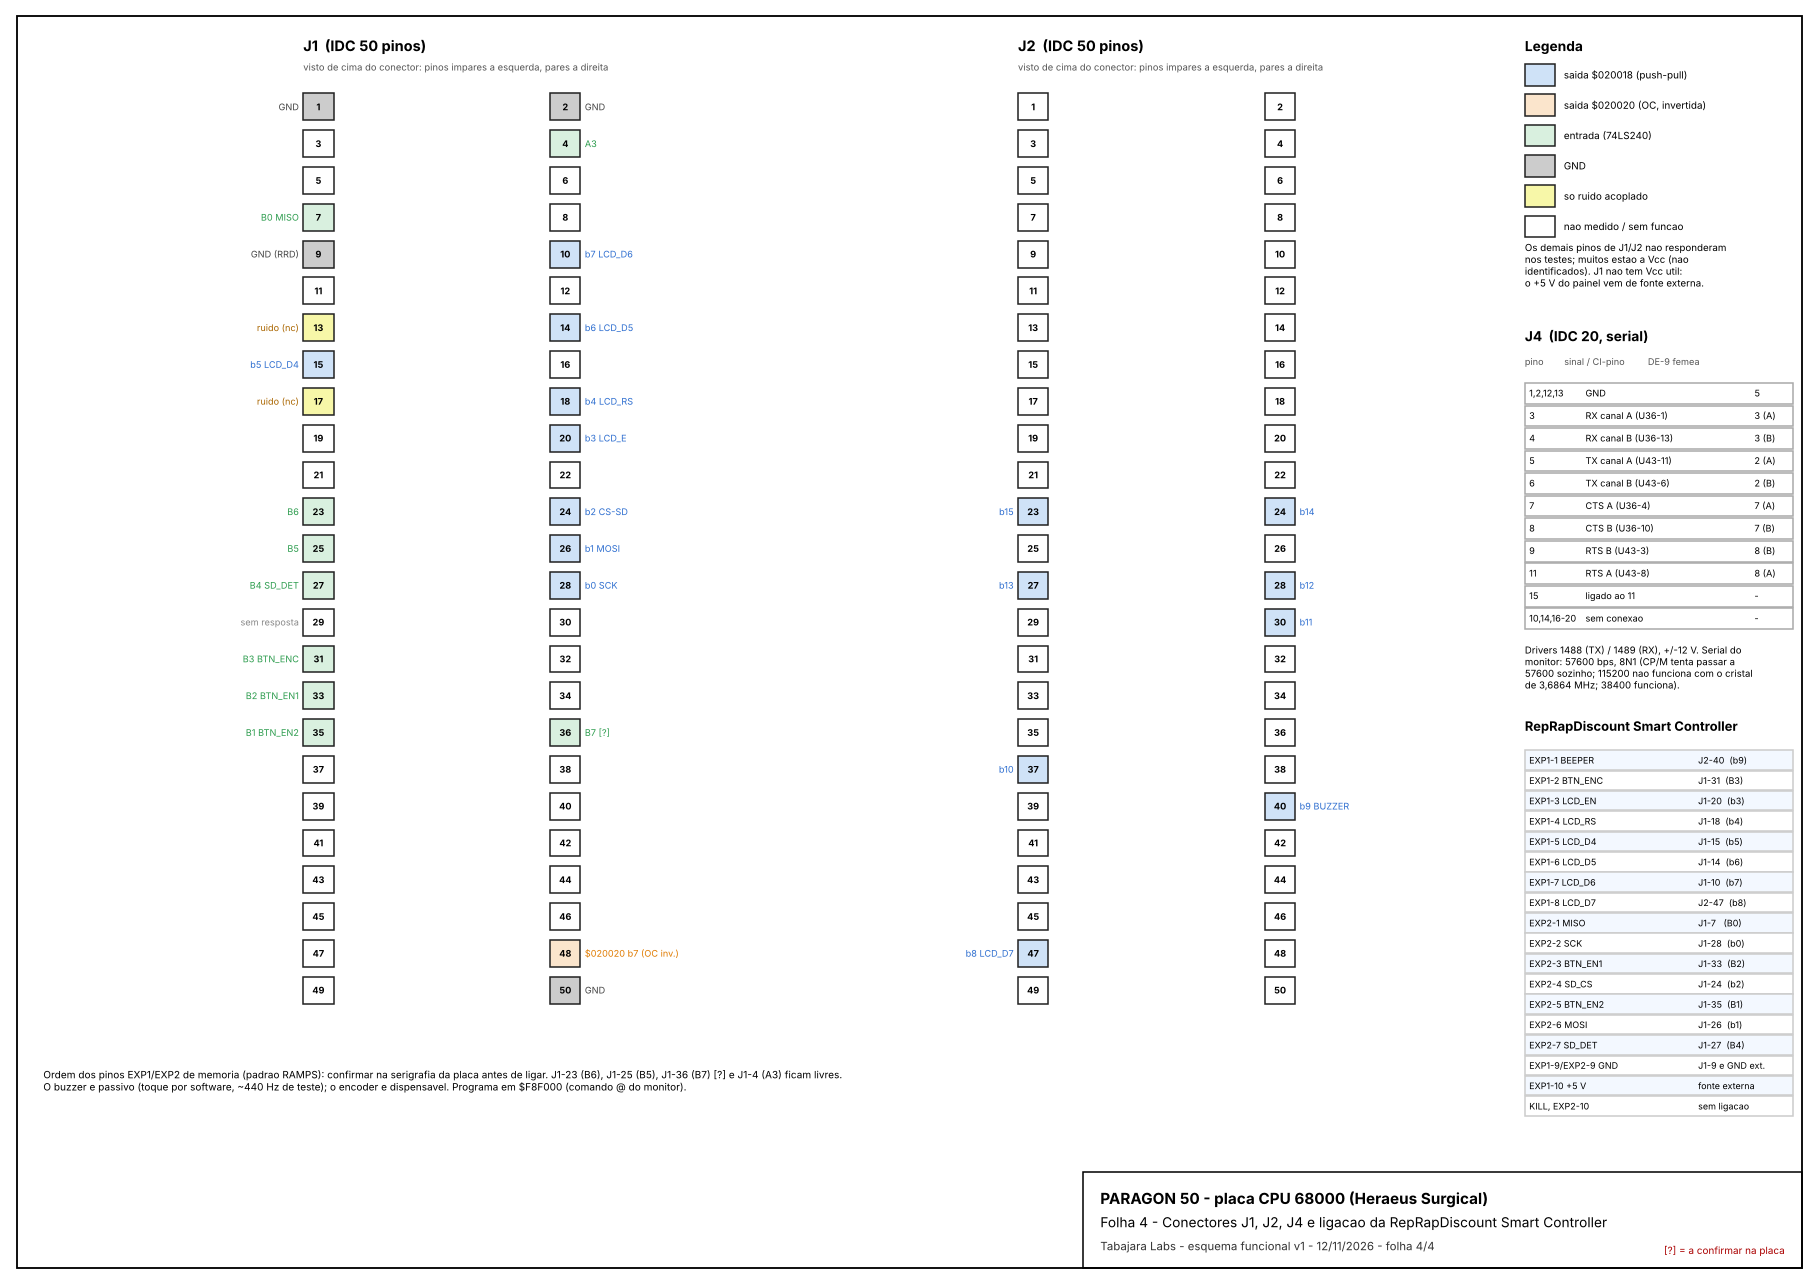 J1 (IDC 50 pinos)
visto de cima do conector: pinos impares a esquerda, pares a direita
GND 1 2 GND
3 4 A3
5 6
B0 MISO 7 8
GND (RRD) 9 10 b7 LCD_D6
11 12
ruido (nc) 13 14 b6 LCD_D5
b5 LCD_D4 15 16
ruido (nc) 17 18 b4 LCD_RS
19 20 b3 LCD_E
21 22
B6 23 24 b2 CS-SD
B5 25 26 b1 MOSI
B4 SD_DET 27 28 b0 SCK
sem resposta 29 30
B3 BTN_ENC 31 32
B2 BTN_EN1 33 34
B1 BTN_EN2 35 36 B7 [?]
37 38
39 40
41 42
43 44
45 46
47 48 $020020 b7 (OC inv.)
49 50 GND
J2 (IDC 50 pinos)
visto de cima do conector: pinos impares a esquerda, pares a direita
1 2
3 4
5 6
7 8
9 10
11 12
13 14
15 16
17 18
19 20
21 22
b15 23 24 b14
25 26
b13 27 28 b12
29 30 b11
31 32
33 34
35 36
b10 37 38
39 40 b9 BUZZER
41 42
43 44
45 46
b8 LCD_D7 47 48
49 50
Legenda
saida $020018 (push-pull)
saida $020020 (OC, invertida)
entrada (74LS240)
GND
so ruido acoplado
nao medido / sem funcao
Os demais pinos de J1/J2 nao responderam
nos testes; muitos estao a Vcc (nao
identificados). J1 nao tem Vcc util:
o +5 V do painel vem de fonte externa.
J4 (IDC 20, serial)
pino sinal / CI-pino DE-9 femea
1,2,12,13 GND 5
3 RX canal A (U36-1) 3 (A)
4 RX canal B (U36-13) 3 (B)
5 TX canal A (U43-11) 2 (A)
6 TX canal B (U43-6) 2 (B)
7 CTS A (U36-4) 7 (A)
8 CTS B (U36-10) 7 (B)
9 RTS B (U43-3) 8 (B)
11 RTS A (U43-8) 8 (A)
15 ligado ao 11 -
10,14,16-20 sem conexao -
Drivers 1488 (TX) / 1489 (RX), +/-12 V. Serial do
monitor: 57600 bps, 8N1 (CP/M tenta passar a
57600 sozinho; 115200 nao funciona com o cristal
de 3,6864 MHz; 38400 funciona).
RepRapDiscount Smart Controller
EXP1-1 BEEPER J2-40 (b9)
EXP1-2 BTN_ENC J1-31 (B3)
EXP1-3 LCD_EN J1-20 (b3)
EXP1-4 LCD_RS J1-18 (b4)
EXP1-5 LCD_D4 J1-15 (b5)
EXP1-6 LCD_D5 J1-14 (b6)
EXP1-7 LCD_D6 J1-10 (b7)
EXP1-8 LCD_D7 J2-47 (b8)
EXP2-1 MISO J1-7 (B0)
EXP2-2 SCK J1-28 (b0)
EXP2-3 BTN_EN1 J1-33 (B2)
EXP2-4 SD_CS J1-24 (b2)
EXP2-5 BTN_EN2 J1-35 (B1)
EXP2-6 MOSI J1-26 (b1)
EXP2-7 SD_DET J1-27 (B4)
EXP1-9/EXP2-9 GND J1-9 e GND ext.
EXP1-10 +5 V fonte externa
KILL, EXP2-10 sem ligacao
Ordem dos pinos EXP1/EXP2 de memoria (padrao RAMPS): confirmar na serigrafia da placa antes de ligar. J1-23 (B6), J1-25 (B5), J1-36 (B7) [?] e J1-4 (A3) ficam livres.
O buzzer e passivo (toque por software, ~440 Hz de teste); o encoder e dispensavel. Programa em $F8F000 (comando @ do monitor).
PARAGON 50 - placa CPU 68000 (Heraeus Surgical)
Folha 4 - Conectores J1, J2, J4 e ligacao da RepRapDiscount Smart Controller
Tabajara Labs - esquema funcional v1 - 12/11/2026 - folha 4/4
[?] = a confirmar na placa